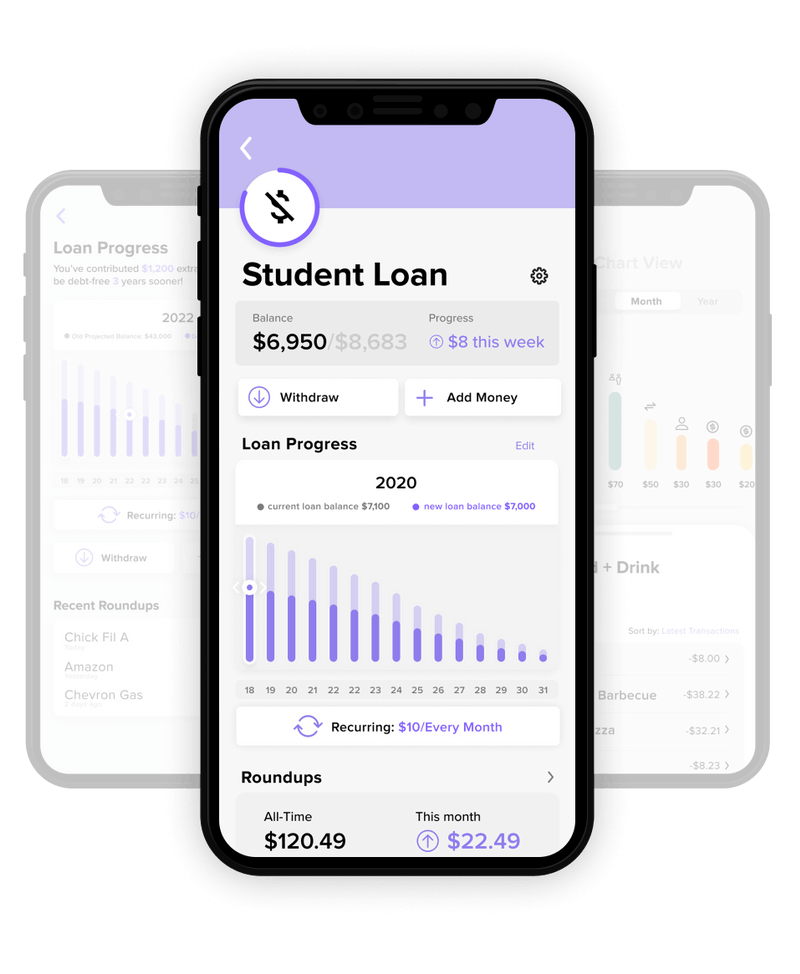 Student Loan
Balance
$6,950/$8,683
Progress
$8 this week
Withdraw
Add Money
Loan Progress
Edit
2020
current loan balance $7,100
new loan balance $7,000
18 19 20 21 22 22 23 24 25 26 27 28 29 30 31
Recurring: $10/Every Month
Roundups
All-Time
$120.49
This month
$22.49
Loan Progress
You've contributed $1,200 extra
be debt-free 3 years sooner!
2022
Old Projected Balance: $43,000
18 19 20 21 22 22 23
Recurring: $10/
Withdraw
Recent Roundups
Chick Fil A
Today
Amazon
Yesterday
Chevron Gas
2 days ago
Chart View
Month
Year
$70 $50 $30 $30 $20
+ Drink
Sort by: Latest Transactions
-$8.00
Barbecue
-$38.22
zza
-$32.21
-$8.23